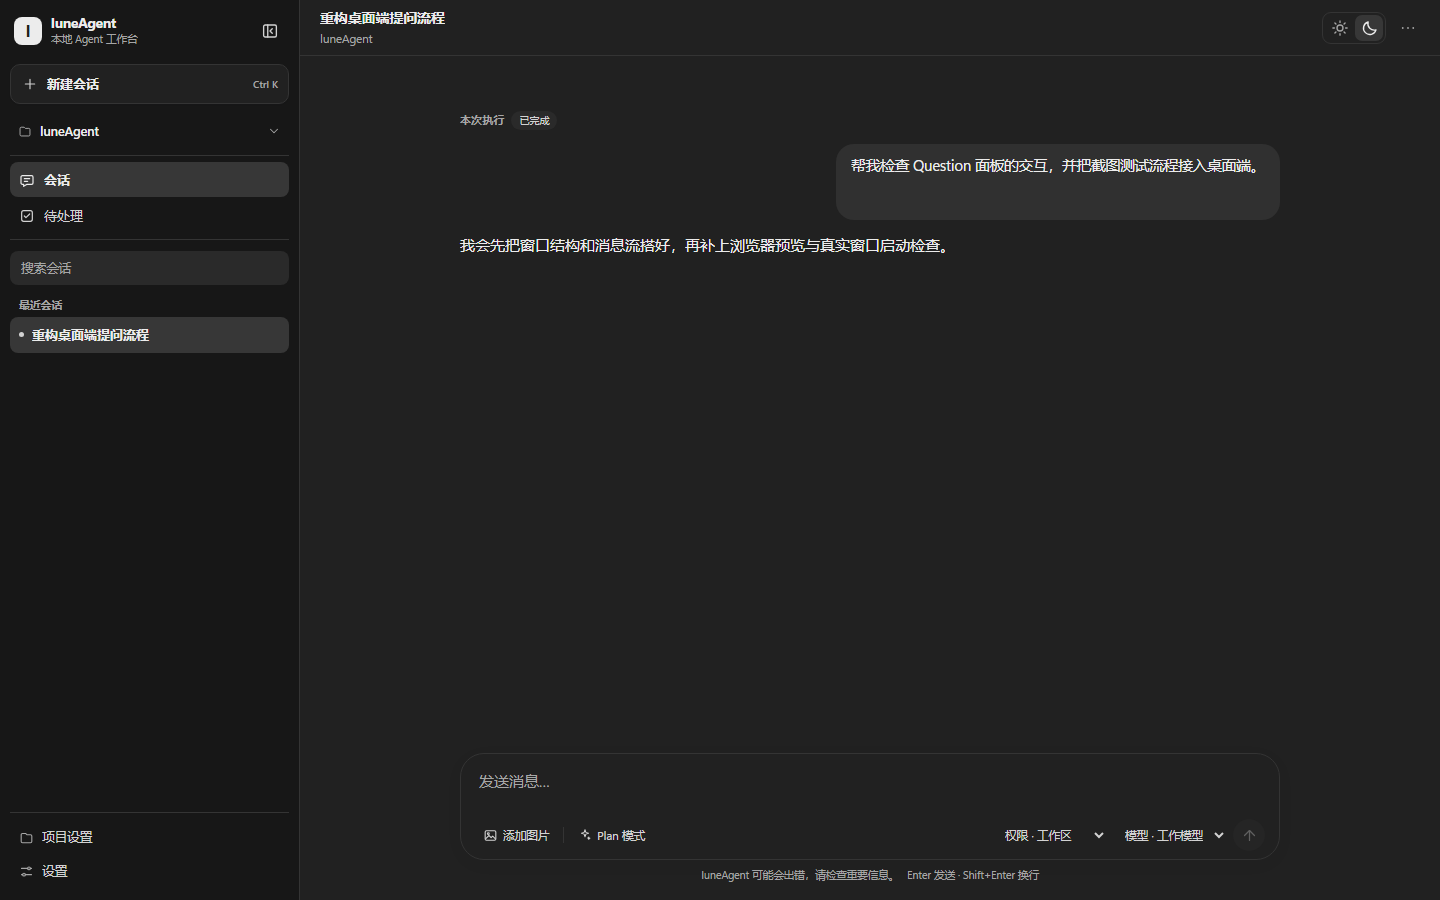 l
luneAgent
本地 Agent 工作台
新建会话
Ctrl K
luneAgent
会话
待处理
搜索会话
最近会话
重构桌面端提问流程
项目设置
设置
重构桌面端提问流程
luneAgent
本次执行
已完成
帮我检查 Question 面板的交互，并把截图测试流程接入桌面端。
我会先把窗口结构和消息流搭好，再补上浏览器预览与真实窗口启动检查。
发送消息...
添加图片
Plan 模式
权限 · 工作区
模型 · 工作模型
luneAgent 可能会出错，请检查重要信息。 Enter 发送 · Shift+Enter 换行